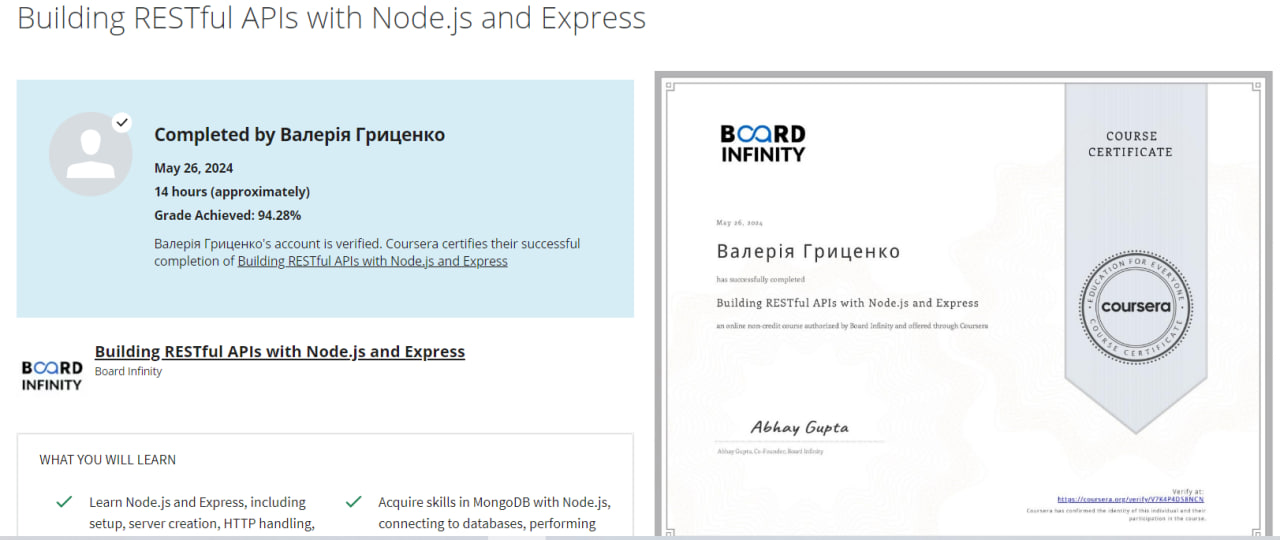 Building RESTful APIs with Node.js and Express
Completed by Валерія Гриценко
May 26, 2024
14 hours (approximately)
Grade Achieved: 94.28%
Валерія Гриценко's account is verified. Coursera certifies their successful
completion of Building RESTful APIs with Node.js and Express
BOARD
INFINITY
Building RESTful APIs with Node.js and Express
Board Infinity
WHAT YOU WILL LEARN
Learn Node.js and Express, including
setup, server creation, HTTP handling,
Acquire skills in MongoDB with Node.js,
connecting to databases, performing
BOARD
INFINITY
COURSE
CERTIFICATE
May 26, 2024
Валерія Гриценко
has successfully completed
Building RESTful APIs with Node.js and Express
an online non-credit course authorized by Board Infinity and offered through Coursera
EDUCATION FOR EVERYONE
coursera
COURSE CERTIFICATE
Abhay Gupta
Abhay Gupta, Co-Founder, Board Infinity
Verify at:
https://coursera.org/verify/V7K4P4DS8NCN
Coursera has confirmed the identity of this individual and their
participation in the course.